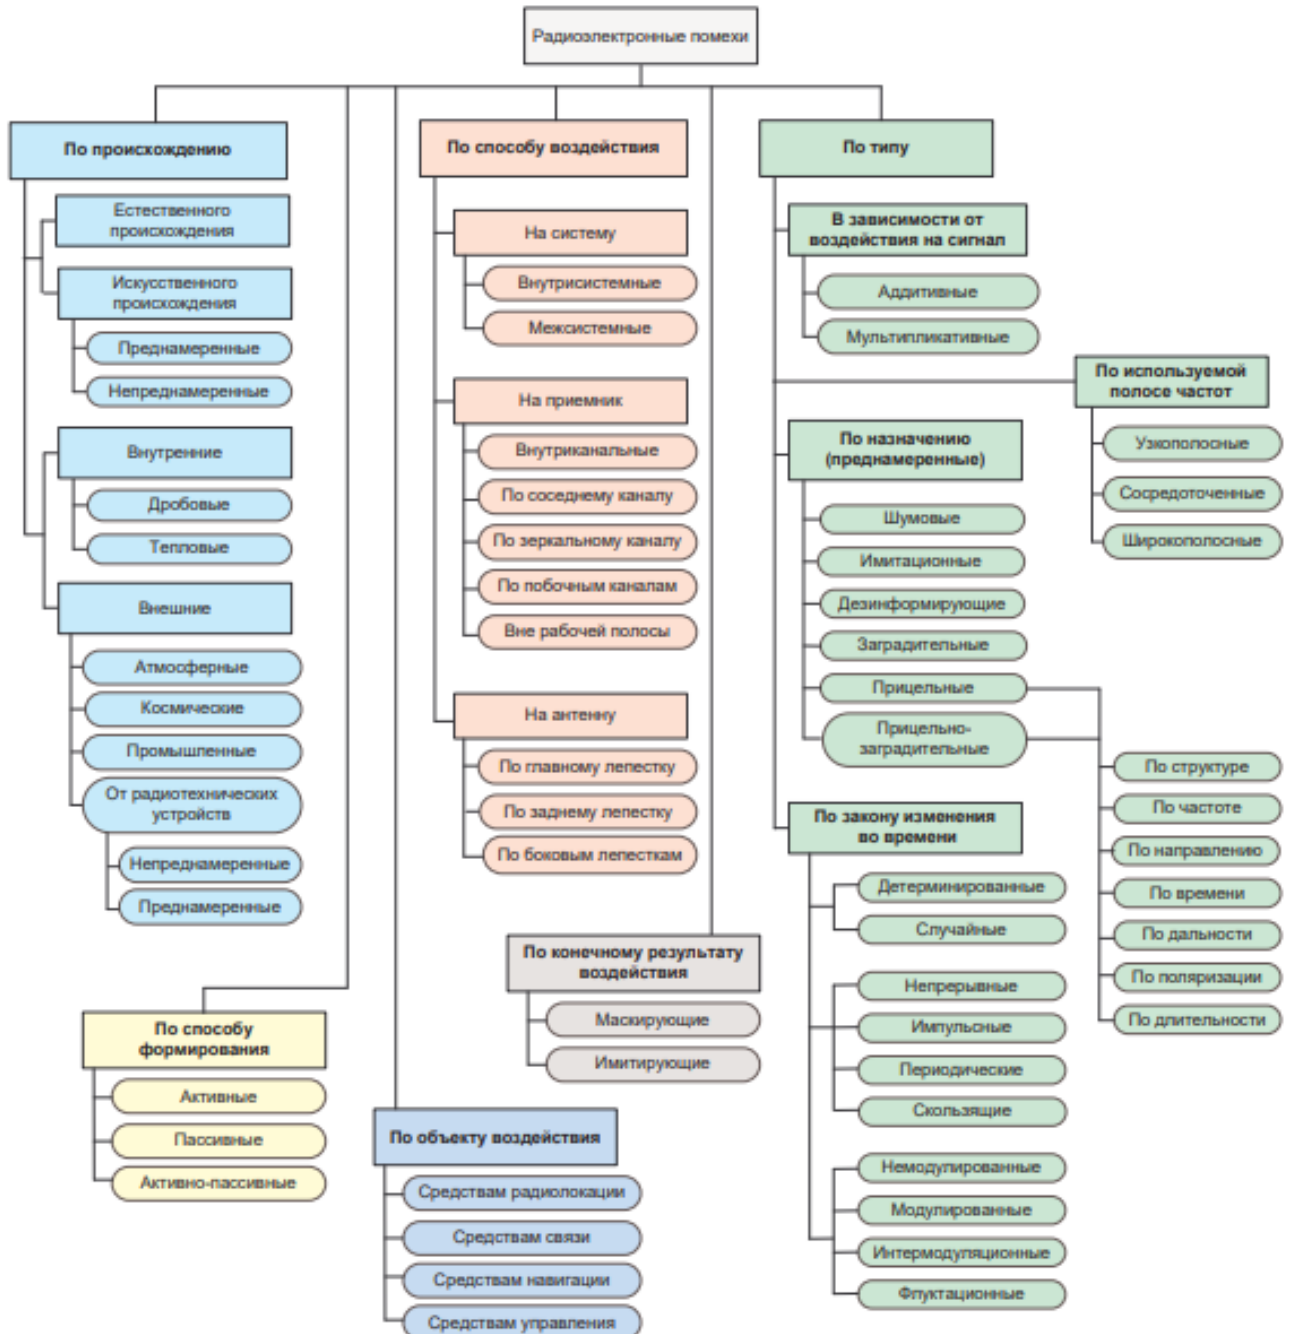 Радиоэлектронные помехи
По происхождению
Естественного
происхождения
Искусственного
происхождения
Преднамеренные
Непреднамеренные
Внутренние
Дробовые
Тепловые
Внешние
Атмосферные
Космические
Промышленные
От радиотехнических
устройств
Непреднамеренные
Преднамеренные
По способу
формирования
Активные
Пассивные
Активно-пассивные
По способу воздействия
На систему
Внутрисистемные
Межсистемные
На приемник
Внутриканальные
По соседнему каналу
По зеркальному каналу
По побочным каналам
Вне рабочей полосы
На антенну
По главному лепестку
По заднему лепестку
По боковым лепесткам
По конечному результату
воздействия
Маскирующие
Имитирующие
По объекту воздействия
Средствам радиолокации
Средствам связи
Средствам навигации
Средствам управления
По типу
В зависимости от
воздействия на сигнал
Аддитивные
Мультипликативные
По используемой
полосе частот
Узкополосные
Сосредоточенные
Широкополосные
По назначению
(преднамеренные)
Шумовые
Имитационные
Дезинформирующие
Заградительные
Прицельные
Прицельно-
заградительные
По структуре
По частоте
По направлению
По времени
По дальности
По поляризации
По длительности
По закону изменения
во времени
Детерминированные
Случайные
Непрерывные
Импульсные
Периодические
Скользящие
Немодулированные
Модулированные
Интермодуляционные
Флуктационные